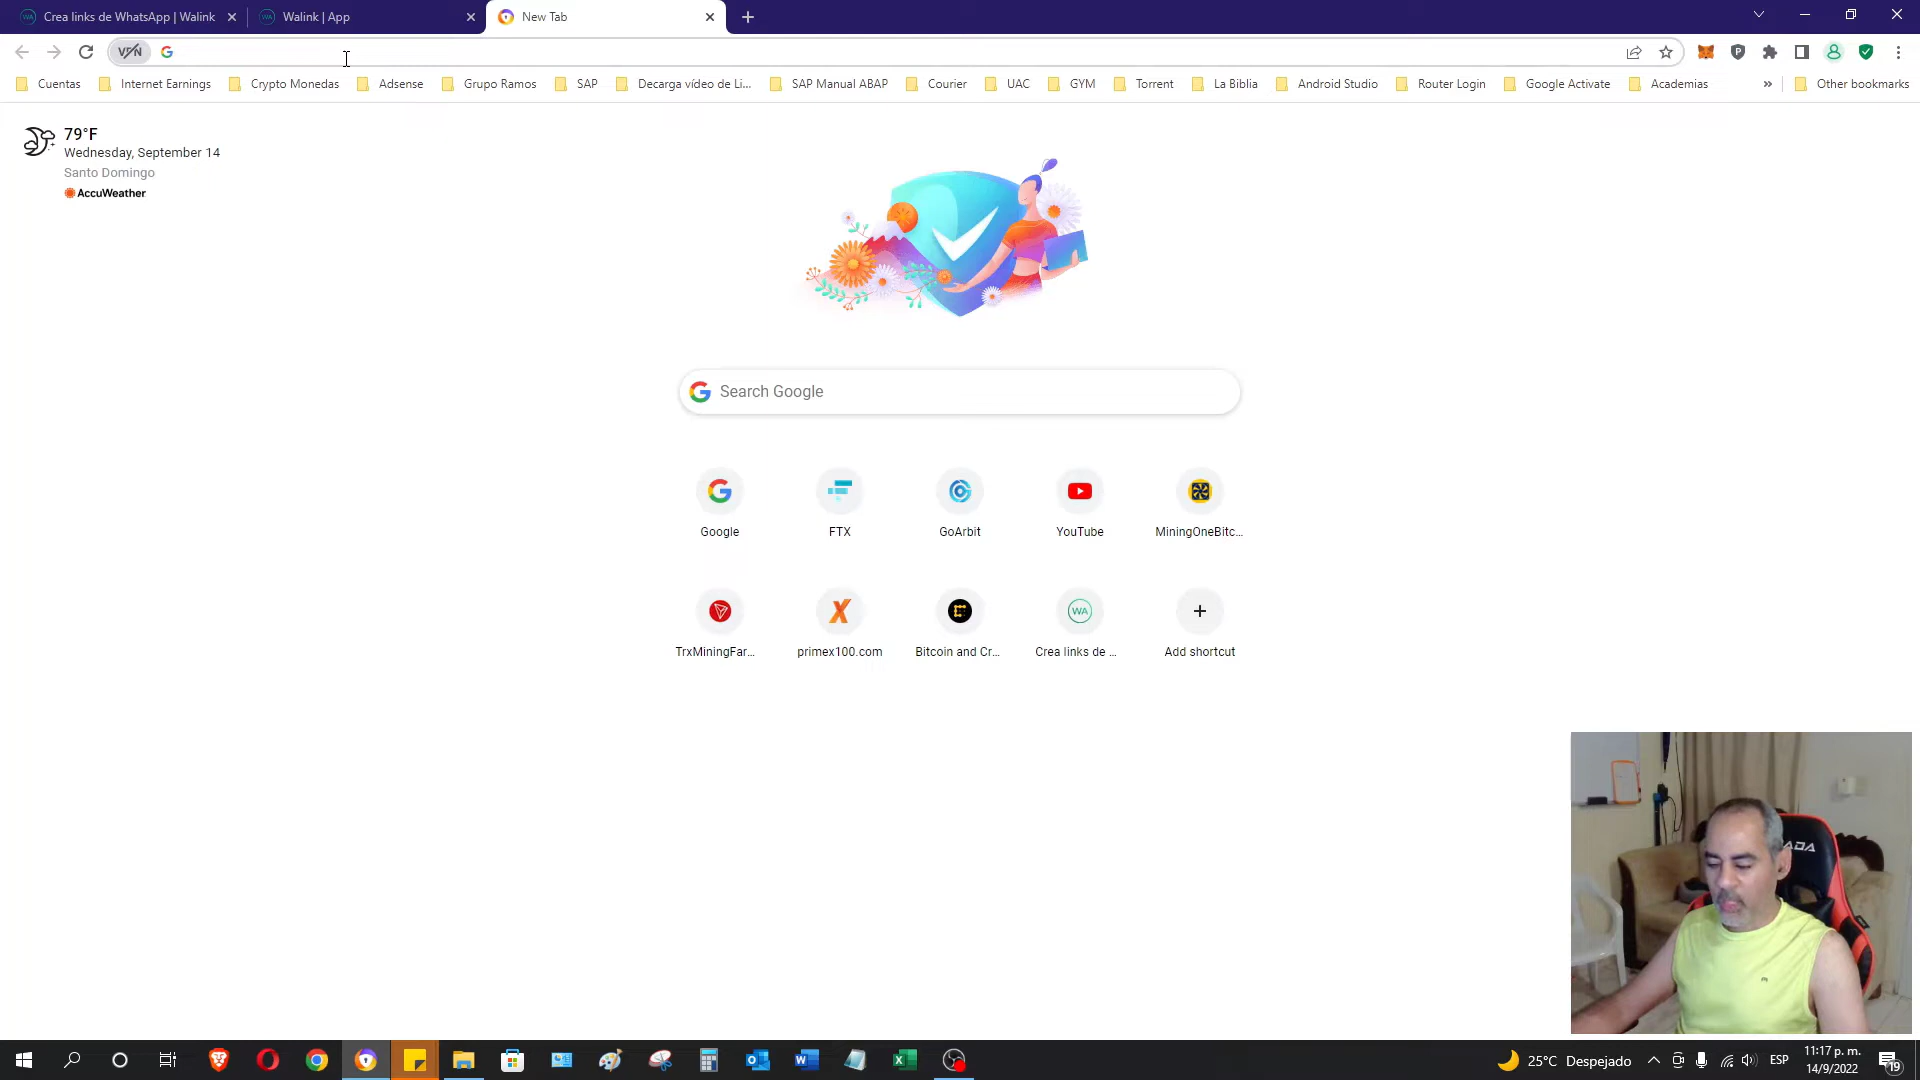 Crea links de WhatsApp | Walink
Walink | App
New Tab
VPN
Cuentas
Internet Earnings
Crypto Monedas
Adsense
Grupo Ramos
SAP
Decarga vídeo de Li...
SAP Manual ABAP
Courier
UAC
GYM
Torrent
La Biblia
Android Studio
Router Login
Google Activate
Academias
Other bookmarks
79°F
Wednesday, September 14
Santo Domingo
AccuWeather
Search Google
Google
FTX
GoArbit
YouTube
MiningOneBitc...
WA
TrxMiningFar...
primex100.com
Bitcoin and Cr...
Crea links de ...
Add shortcut
25°C Despejado
ESP
11:17 p. m.
14/9/2022
19